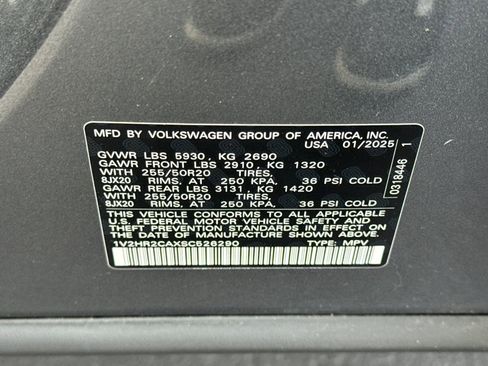 MFD BY VOLKSWAGEN GROUP OF AMERICA, INC.
USA 01/2025
GVWR LBS 5930, KG 2690
GAWR FRONT LBS 2910, KG 1320
WITH 255/50R20 TIRES,
8JX20 RIMS, AT 250 KPA, 36 PSI COLD
GAWR REAR LBS 3131, KG 1420
WITH 255/50R20 TIRES,
8JX20 RIMS, AT 250 KPA, 36 PSI COLD
THIS VEHICLE CONFORMS TO ALL APPLICABLE
U.S. FEDERAL MOTOR VEHICLE SAFETY AND
THEFT PREVENTION STANDARDS IN EFFECT ON
THE DATE OF MANUFACTURE SHOWN ABOVE.
1V2HR2CAXSC526290 TYPE: MPV
0318446 1